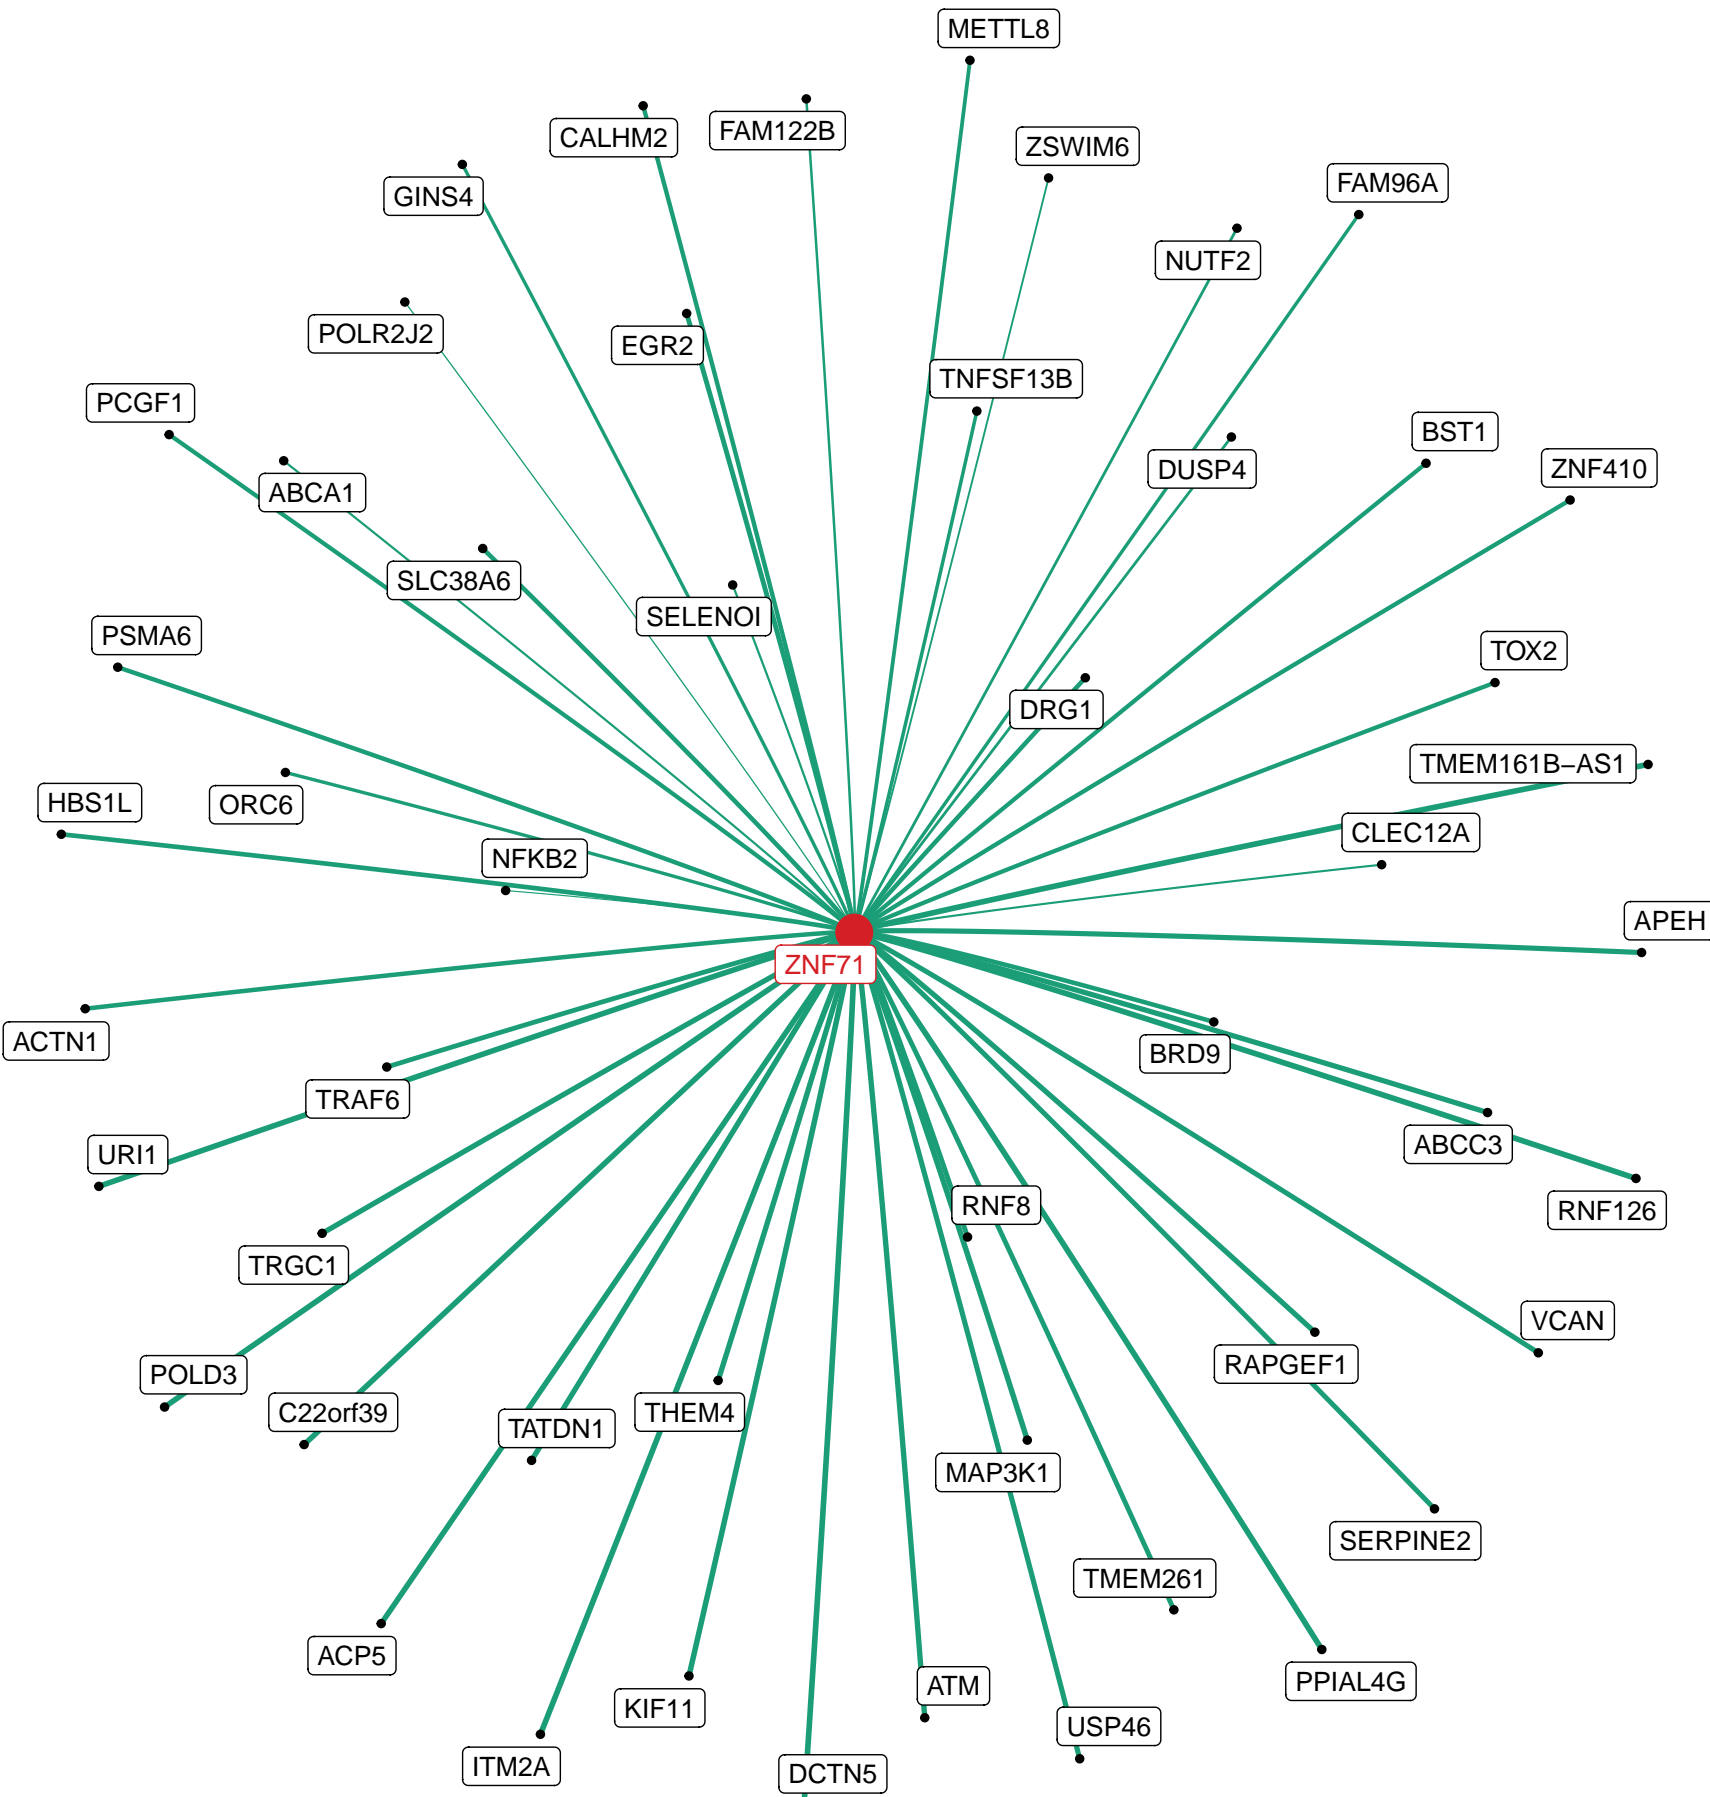 METTL8
CALHM2
FAM122B
ZSWIM6
GINS4
FAM96A
NUTF2
POLR2J2
EGR2
TNFSF13B
PCGF1
BST1
ABCA1
DUSP4
ZNF410
SLC38A6
SELENOI
PSMA6
TOX2
DRG1
TMEM161B–AS1
HBS1L
ORC6
CLEC12A
NFKB2
APEH
ZNF71
ACTN1
BRD9
TRAF6
ABCC3
URI1
RNF8
RNF126
TRGC1
VCAN
POLD3
RAPGEF1
C22orf39
THEM4
TATDN1
MAP3K1
SERPINE2
TMEM261
ACP5
PPIAL4G
ATM
KIF11
USP46
ITM2A
DCTN5